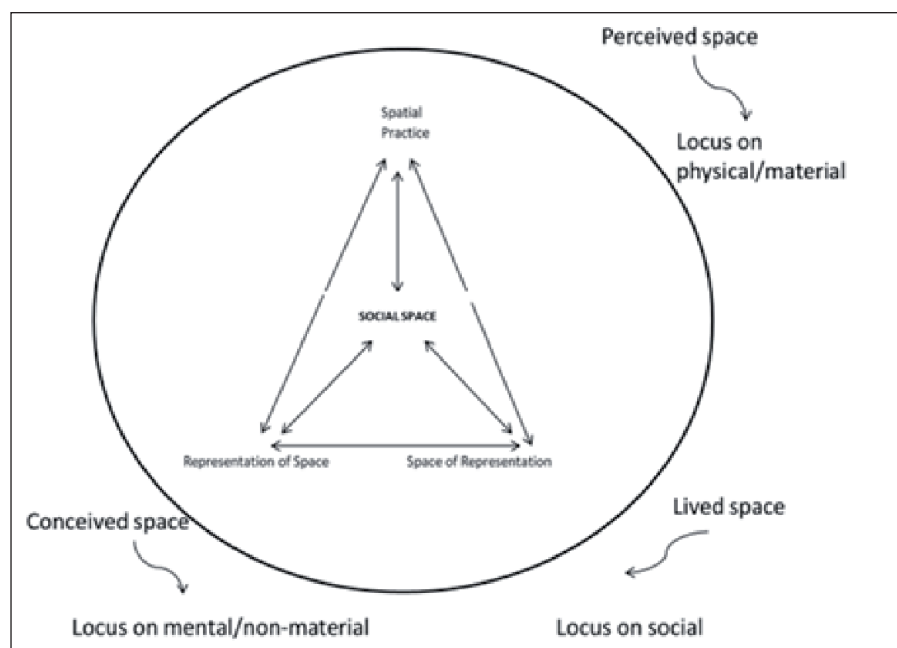 Perceived space
Locus on
physical/material
Spatial
Practice
SOCIAL SPACE
Representation of Space
Space of Representation
Conceived space
Locus on mental/non-material
Lived space
Locus on social